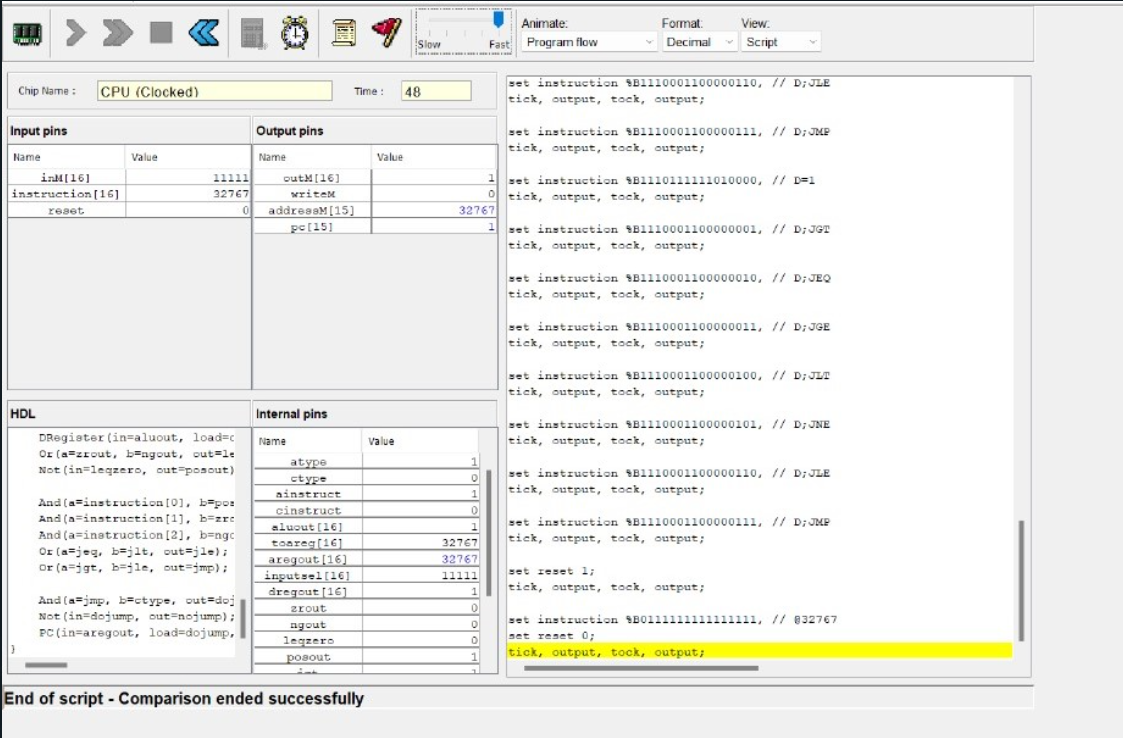 Slow Fast
Animate: Format: View:
Program flow Decimal Script
Chip Name : CPU (Clocked) Time : 48
Input pins
Name Value
inM[16] 11111
instruction[16] 32767
reset 0
Output pins
Name Value
outM[16] 1
writeM 0
addressM[15] 32767
pc[15] 1
HDL
DRegister(in=aluout, load=c
Or(a=zrout, b=ngout, out=le
Not(in=leqzero, out=posout)
And(a=instruction[0], b=pos
And(a=instruction[1], b=zro
And(a=instruction[2], b=ngo
Or(a=jeq, b=jlt, out=jle);
Or(a=jgt, b=jle, out=jmp);
And(a=jmp, b=ctype, out=doj
Not(in=dojump, out=nojump);
PC(in=aregout, load=dojump,
}
Internal pins
Name Value
atype 1
ctype 0
ainstruct 1
cinstruct 0
aluout[16] 1
toareg[16] 32767
aregout[16] 32767
inputsel[16] 11111
dregout[16] 1
zrout 0
ngout 0
leqzero 0
posout 1
set instruction %B1110001100000110, // D;JLE
tick, output, tock, output;
set instruction %B1110001100000111, // D;JMP
tick, output, tock, output;
set instruction %B1110111111010000, // D=1
tick, output, tock, output;
set instruction %B1110001100000001, // D;JGT
tick, output, tock, output;
set instruction %B1110001100000010, // D;JEQ
tick, output, tock, output;
set instruction %B1110001100000011, // D;JGE
tick, output, tock, output;
set instruction %B1110001100000100, // D;JLT
tick, output, tock, output;
set instruction %B1110001100000101, // D;JNE
tick, output, tock, output;
set instruction %B1110001100000110, // D;JLE
tick, output, tock, output;
set instruction %B1110001100000111, // D;JMP
tick, output, tock, output;
set reset 1;
tick, output, tock, output;
set instruction %B0111111111111111, // @32767
set reset 0;
tick, output, tock, output;
End of script - Comparison ended successfully